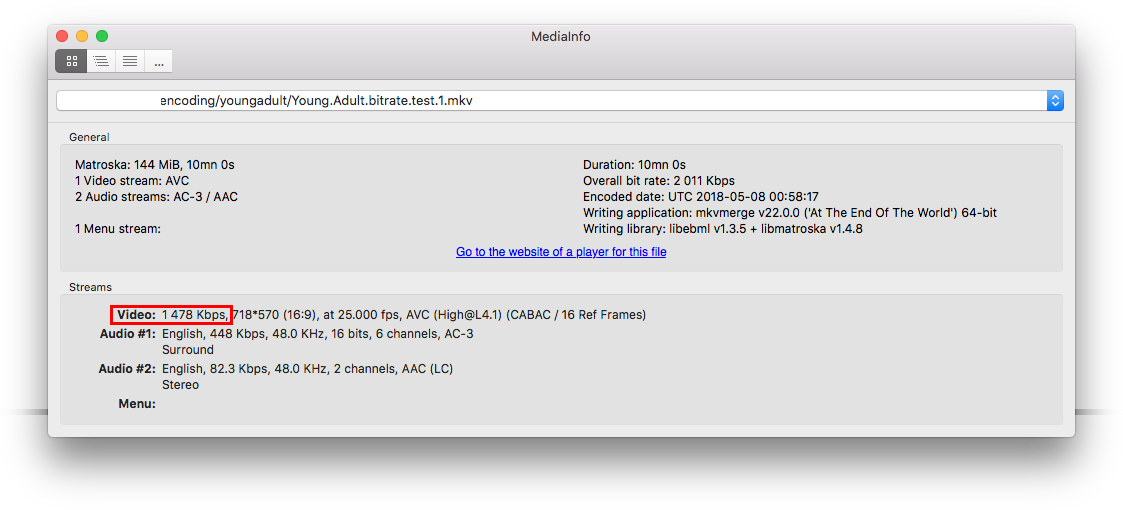 MediaInfo
...
encoding/youngadult/Young.Adult.bitrate.test.1.mkv
General
Matroska: 144 MiB, 10mn 0s
1 Video stream: AVC
2 Audio streams: AC-3 / AAC
1 Menu stream:
Duration: 10mn 0s
Overall bit rate: 2 011 Kbps
Encoded date: UTC 2018-05-08 00:58:17
Writing application: mkvmerge v22.0.0 ('At The End Of The World') 64-bit
Writing library: libebml v1.3.5 + libmatroska v1.4.8
Go to the website of a player for this file
Streams
Video: 1 478 Kbps, 718*570 (16:9), at 25.000 fps, AVC (High@L4.1) (CABAC / 16 Ref Frames)
Audio #1: English, 448 Kbps, 48.0 KHz, 16 bits, 6 channels, AC-3
Surround
Audio #2: English, 82.3 Kbps, 48.0 KHz, 2 channels, AAC (LC)
Stereo
Menu: